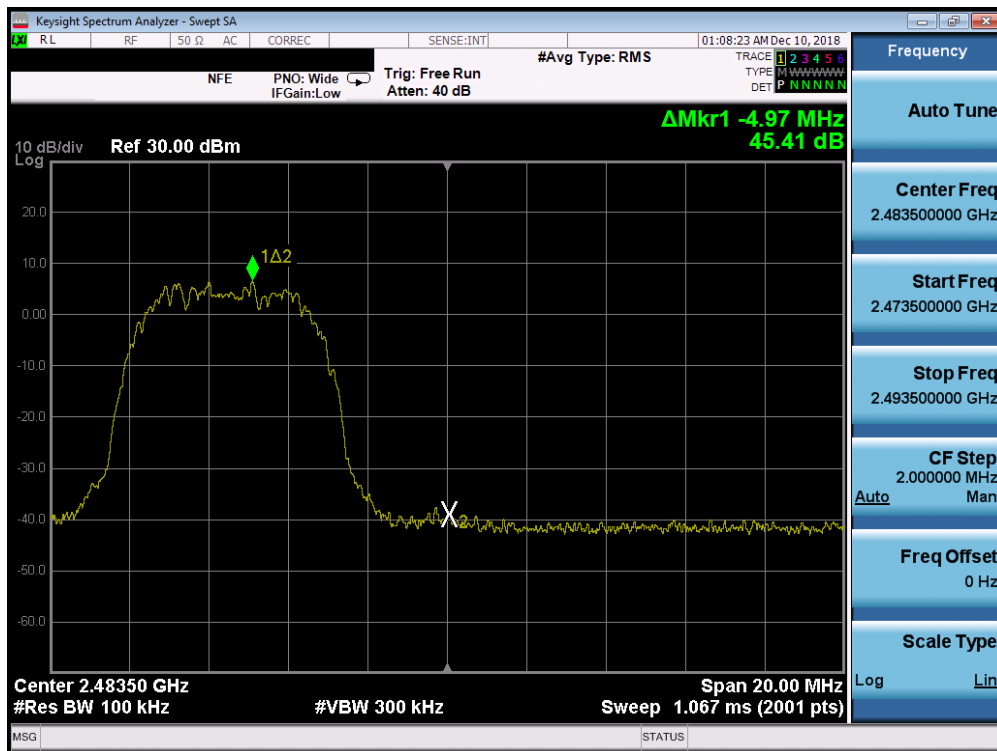 Keysight Spectrum Analyzer - Swept SA
LXI RL RF 50 Ω AC CORREC SENSE:INT 01:08:23 AM Dec 10, 2018
NFE PNO: Wide IFGain:Low Trig: Free Run Atten: 40 dB #Avg Type: RMS
TRACE 1 2 3 4 5 6
TYPE M WWWWW
DET P N N N N N
ΔMkr1 -4.97 MHz
45.41 dB
10 dB/div Ref 30.00 dBm
Log
20.0
10.0
1Δ2
0.00
-10.0
-20.0
-30.0
-40.0
X2
-50.0
-60.0
Center 2.48350 GHz Span 20.00 MHz
#Res BW 100 kHz #VBW 300 kHz Sweep 1.067 ms (2001 pts)
MSG STATUS
Frequency
Auto Tune
Center Freq
2.483500000 GHz
Start Freq
2.473500000 GHz
Stop Freq
2.493500000 GHz
CF Step
2.000000 MHz
Auto Man
Freq Offset
0 Hz
Scale Type
Log Lin